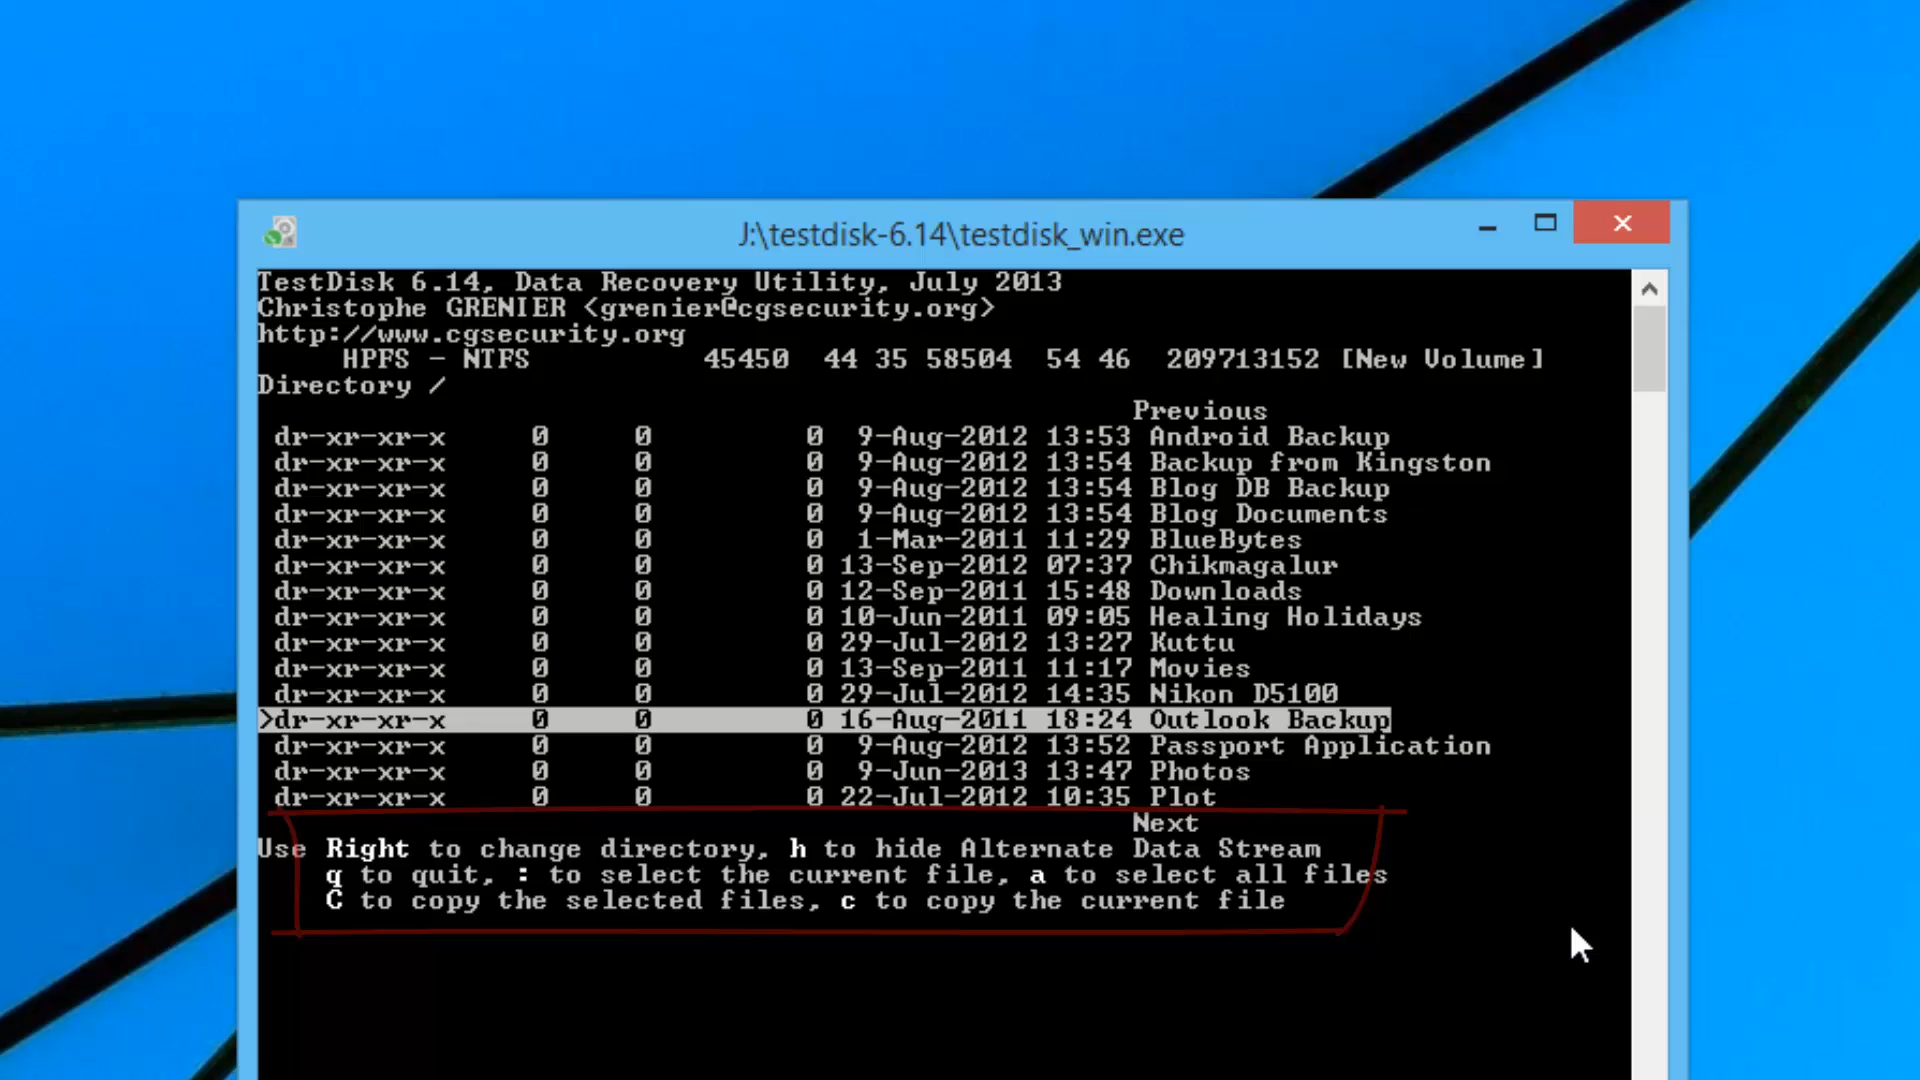 J:\testdisk-6.14\testdisk_win.exe
TestDisk 6.14, Data Recovery Utility, July 2013
Christophe GRENIER <grenier@cgsecurity.org>
http://www.cgsecurity.org
HPFS - NTFS 45450 44 35 58504 54 46 209713152 [New Volume]
Directory /
Previous
dr-xr-xr-x 0 0 0 9-Aug-2012 13:53 Android Backup
dr-xr-xr-x 0 0 0 9-Aug-2012 13:54 Backup from Kingston
dr-xr-xr-x 0 0 0 9-Aug-2012 13:54 Blog DB Backup
dr-xr-xr-x 0 0 0 9-Aug-2012 13:54 Blog Documents
dr-xr-xr-x 0 0 0 1-Mar-2011 11:29 BlueBytes
dr-xr-xr-x 0 0 0 13-Sep-2012 07:37 Chikmagalur
dr-xr-xr-x 0 0 0 12-Sep-2011 15:48 Downloads
dr-xr-xr-x 0 0 0 10-Jun-2011 09:05 Healing Holidays
dr-xr-xr-x 0 0 0 29-Jul-2012 13:27 Kuttu
dr-xr-xr-x 0 0 0 13-Sep-2011 11:17 Movies
dr-xr-xr-x 0 0 0 29-Jul-2012 14:35 Nikon D5100
>dr-xr-xr-x 0 0 0 16-Aug-2011 18:24 Outlook Backup
dr-xr-xr-x 0 0 0 9-Aug-2012 13:52 Passport Application
dr-xr-xr-x 0 0 0 9-Jun-2013 13:47 Photos
dr-xr-xr-x 0 0 0 22-Jul-2012 10:35 Plot
Next
Use Right to change directory, h to hide Alternate Data Stream
q to quit, : to select the current file, a to select all files
C to copy the selected files, c to copy the current file